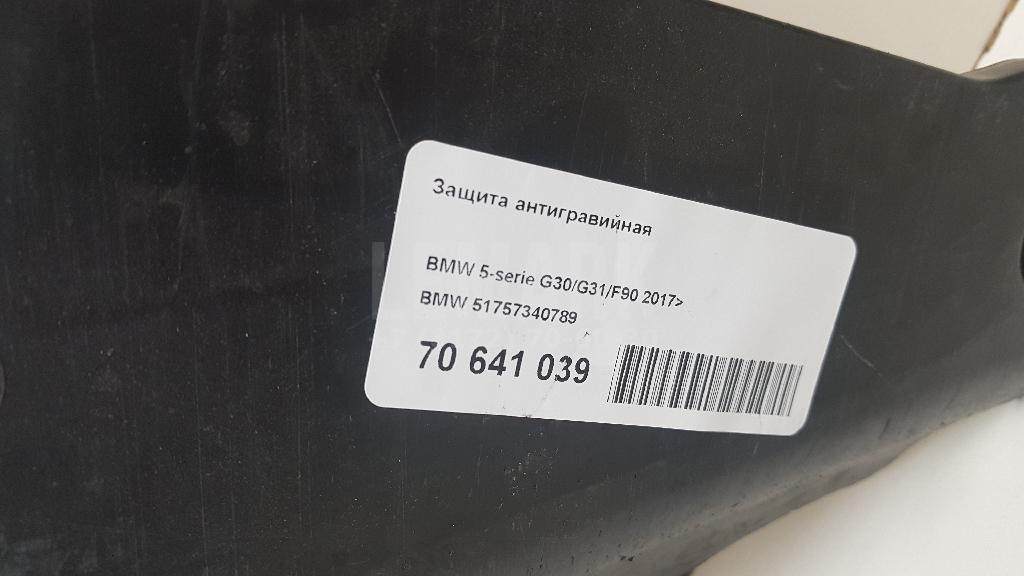 Защита антигравийная
BMW 5-serie G30/G31/F90 2017>
BMW 51757340789
70 641 039